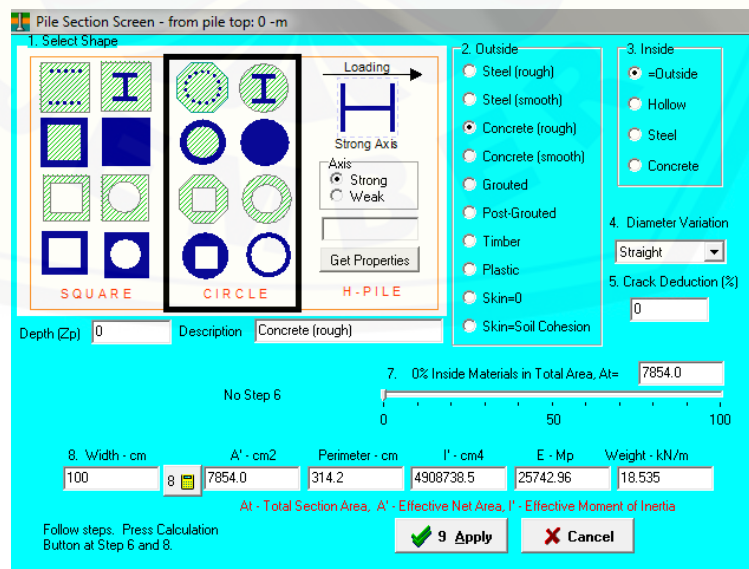 Pile Section Screen - from pile top: 0 -m
1. Select Shape
Loading
Strong Axis
Axis
Strong
Weak
Get Properties
SQUARE
CIRCLE
H-PILE
2. Outside
Steel (rough)
Steel (smooth)
Concrete (rough)
Concrete (smooth)
Grouted
Post-Grouted
Timber
Plastic
Skin=0
Skin=Soil Cohesion
3. Inside
=Outside
Hollow
Steel
Concrete
4. Diameter Variation
Straight
5. Crack Deduction (%)
0
Depth (Zp) 0 Description Concrete (rough)
No Step 6
7. 0% Inside Materials in Total Area, At= 7854.0
0 50 100
8. Width - cm A' - cm2 Perimeter - cm I' - cm4 E - Mp Weight - kN/m
100 8 7854.0 314.2 4908738.5 25742.96 18.535
At - Total Section Area, A' - Effective Net Area, I' - Effective Moment of Inertia
Follow steps. Press Calculation
Button at Step 6 and 8.
9 Apply
Cancel